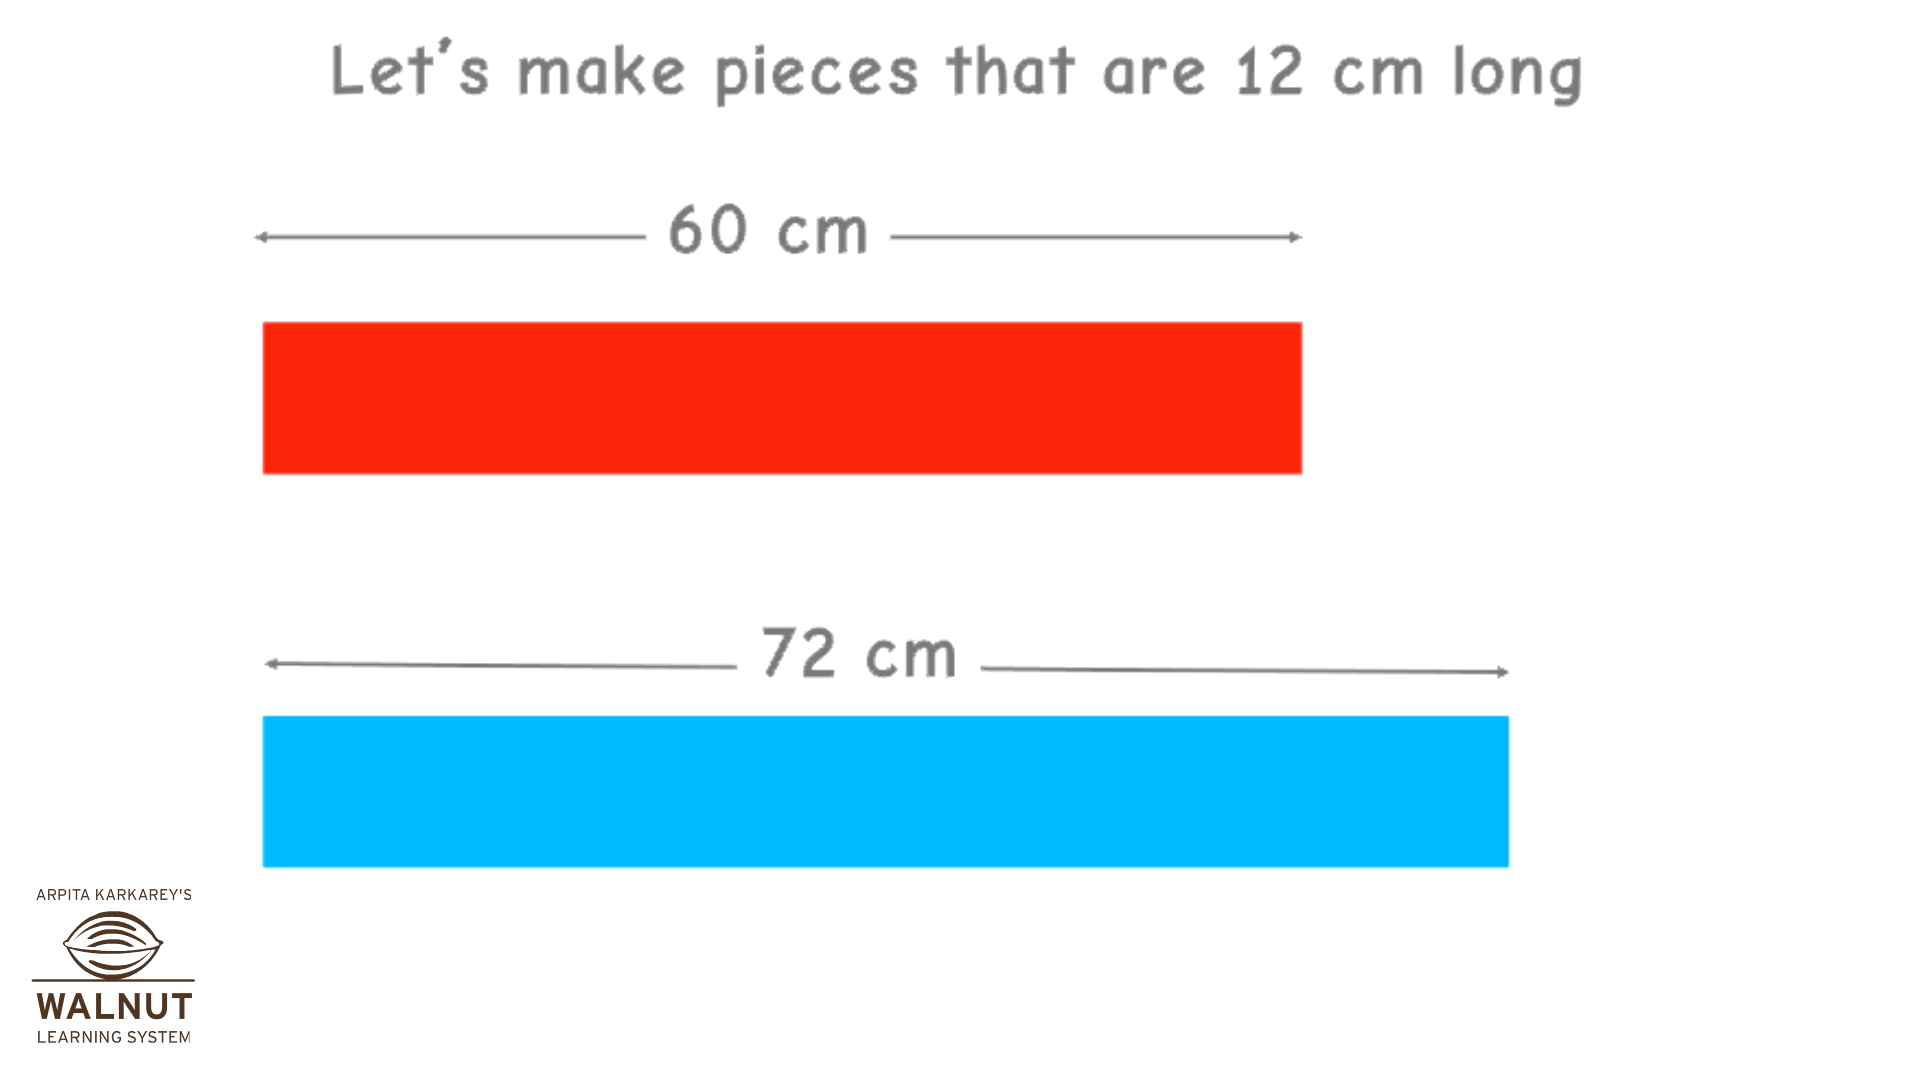 Let's make pieces that are 12 cm long
60 cm
72 cm
ARPITA KARKAREY'S
WALNUT
LEARNING SYSTEM